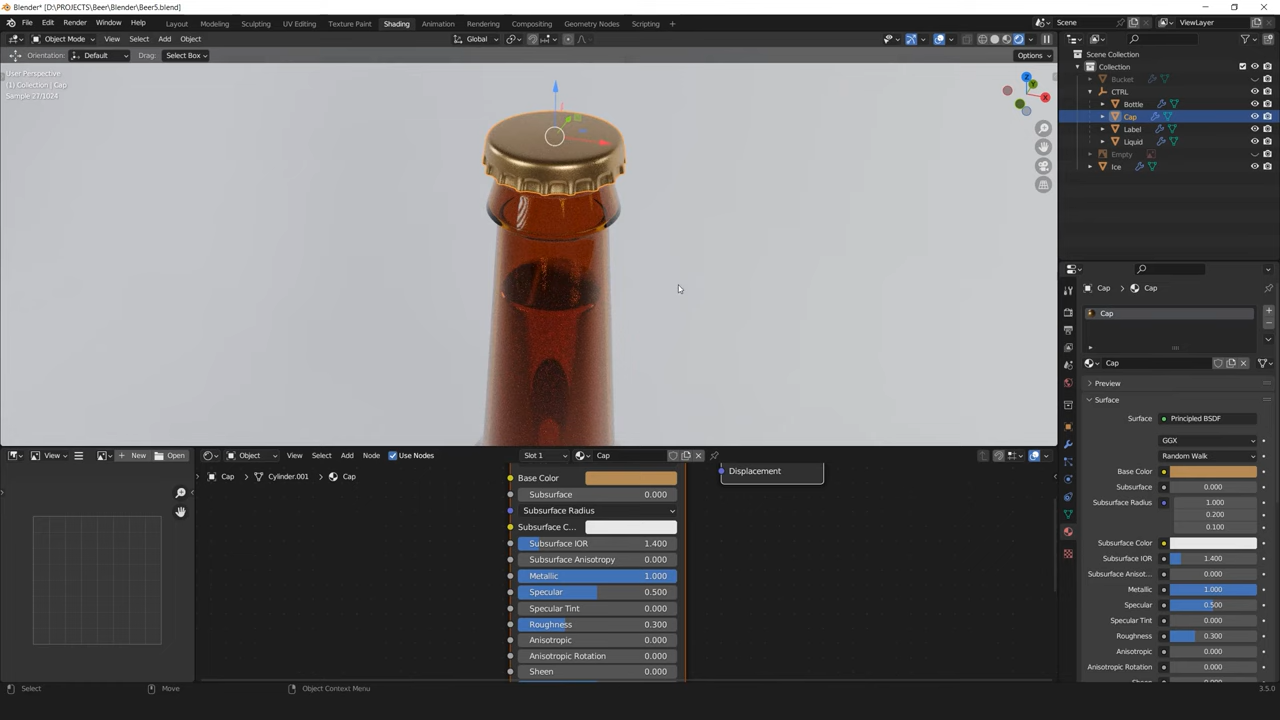 Blender* [D:\PROJECTS\Beer\Blender\Beer5.blend]
File Edit Render Window Help Layout Modeling Sculpting UV Editing Texture Paint Shading Animation Rendering Compositing Geometry Nodes Scripting + Scene ViewLayer
Object Mode View Select Add Object Global
Orientation: Default Drag: Select Box Options
User Perspective
(1) Collection | Cap
Sample 27/1024
Z
Y
X
Scene Collection
Collection
Bucket
CTRL
Bottle
Cap
Label
Liquid
Empty
Ice
Cap > Cap
Cap
Cap
Preview
Surface
Surface Principled BSDF
GGX
Random Walk
Base Color
Subsurface 0.000
Subsurface Radius 1.000
0.200
0.100
Subsurface Color
Subsurface IOR 1.400
Subsurface Anisot... 0.000
Metallic 1.000
Specular 0.500
Specular Tint 0.000
Roughness 0.300
Anisotropic 0.000
Anisotropic Rotation 0.000
View New Open Object View Select Add Node Use Nodes Slot 1 Cap
Cap > Cylinder.001 > Cap
Displacement
Base Color
Subsurface 0.000
Subsurface Radius
Subsurface C...
Subsurface IOR 1.400
Subsurface Anisotropy 0.000
Metallic 1.000
Specular 0.500
Specular Tint 0.000
Roughness 0.300
Anisotropic 0.000
Anisotropic Rotation 0.000
Sheen 0.000
Select Move Object Context Menu 3.5.0